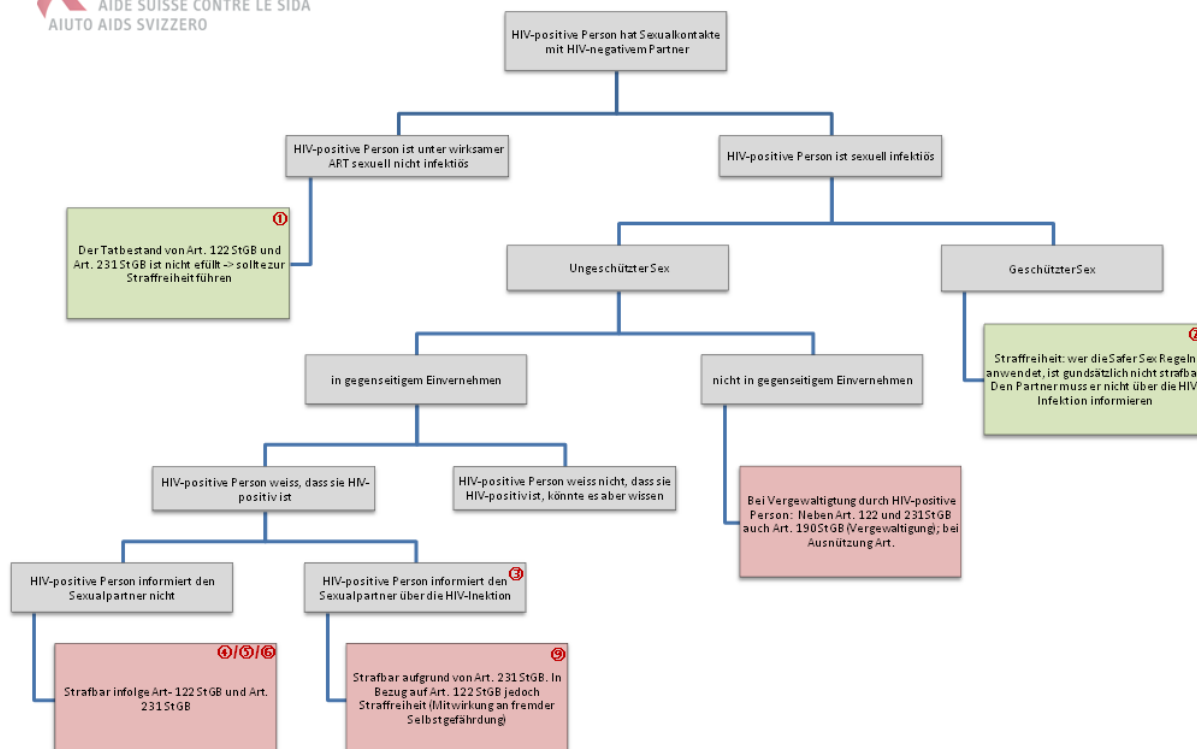 AIDE SUISSE CONTRE LE SIDA
AIUTO AIDS SVIZZERO
HIV-positive Person hat Sexualkontakte
mit HIV-negativem Partner
HIV-positive Person ist unter wirksamer
ART sexuell nicht infektiös
HIV-positive Person ist sexuell infektiös
①
Der Tatbestand von Art. 122 StGB und
Art. 231 StGB ist nicht efüllt -> sollte zur
Straffreiheit führen
Ungeschützter Sex
Geschützter Sex
②
Straffreiheit: wer die Safer Sex Regeln
anwendet, ist gundsätzlich nicht strafba
Den Partner muss er nicht über die HIV
Infektion informieren
in gegenseitigem Einvernehmen
nicht in gegenseitigem Einvernehmen
HIV-positive Person weiss, dass sie HIV-
positiv ist
HIV-positive Person weiss nicht, dass sie
HIV-positiv ist, könnte es aber wissen
Bei Vergewaltigtung durch HIV-positive
Person: Neben Art. 122 und 231 StGB
auch Art. 190 StGB (Vergewaltigung); bei
Ausnützung Art.
HIV-positive Person informiert den
Sexualpartner nicht
③
HIV-positive Person informiert den
Sexualpartner über die HIV-Inektion
④/⑤/⑥
Strafbar infolge Art- 122 StGB und Art.
231 StGB
⑨
Strafbar aufgrund von Art. 231 StGB. In
Bezug auf Art. 122 StGB jedoch
Straffreiheit (Mitwirkung an fremder
Selbstgefährdung)